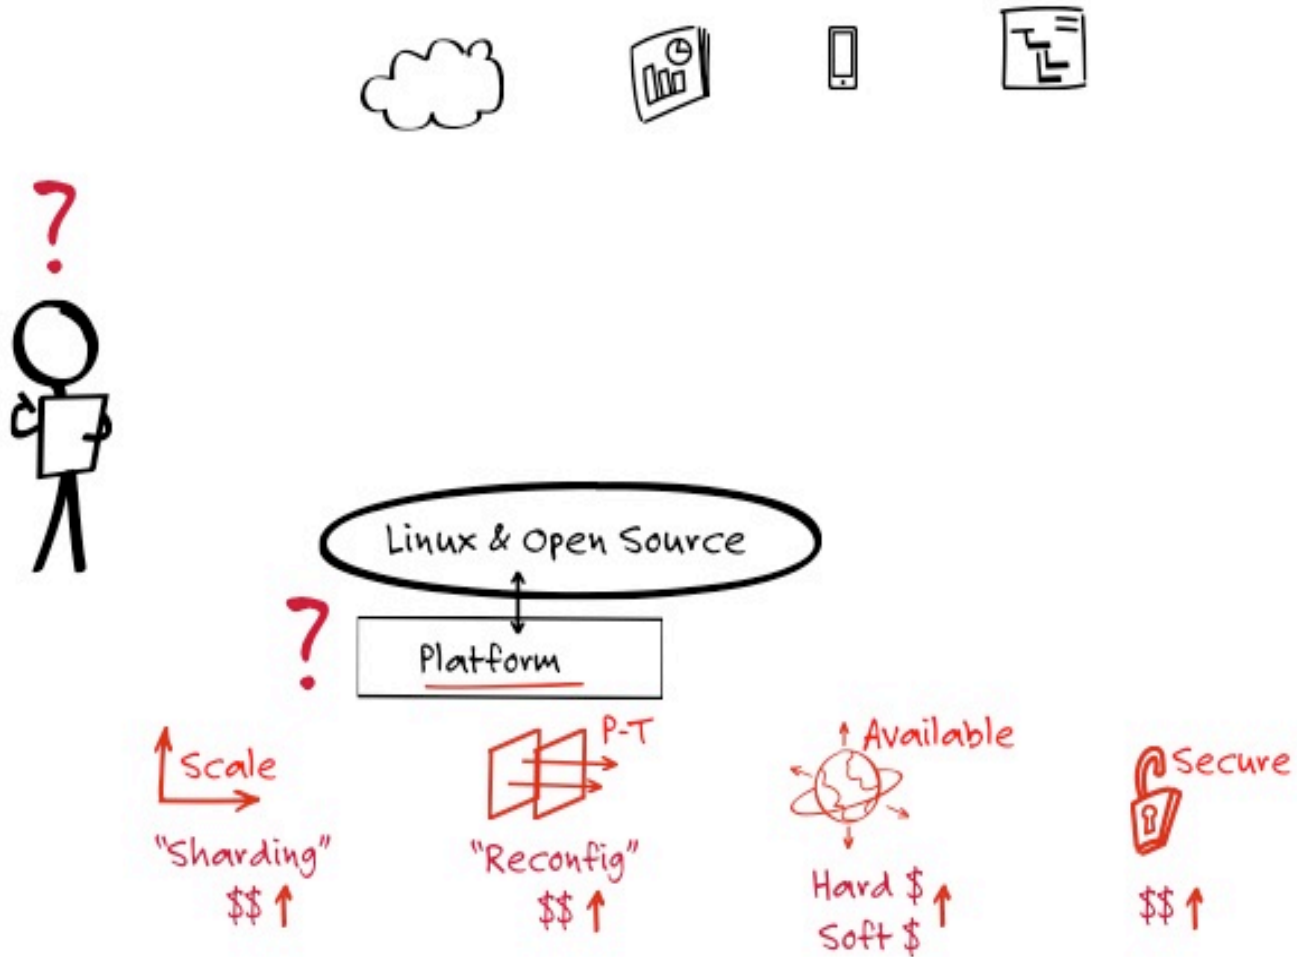 ?
Linux & Open Source
?
Platform
Scale
P-T
Available
Secure
"Sharding"
"Reconfig"
$$
$$
Hard $
Soft $
$$